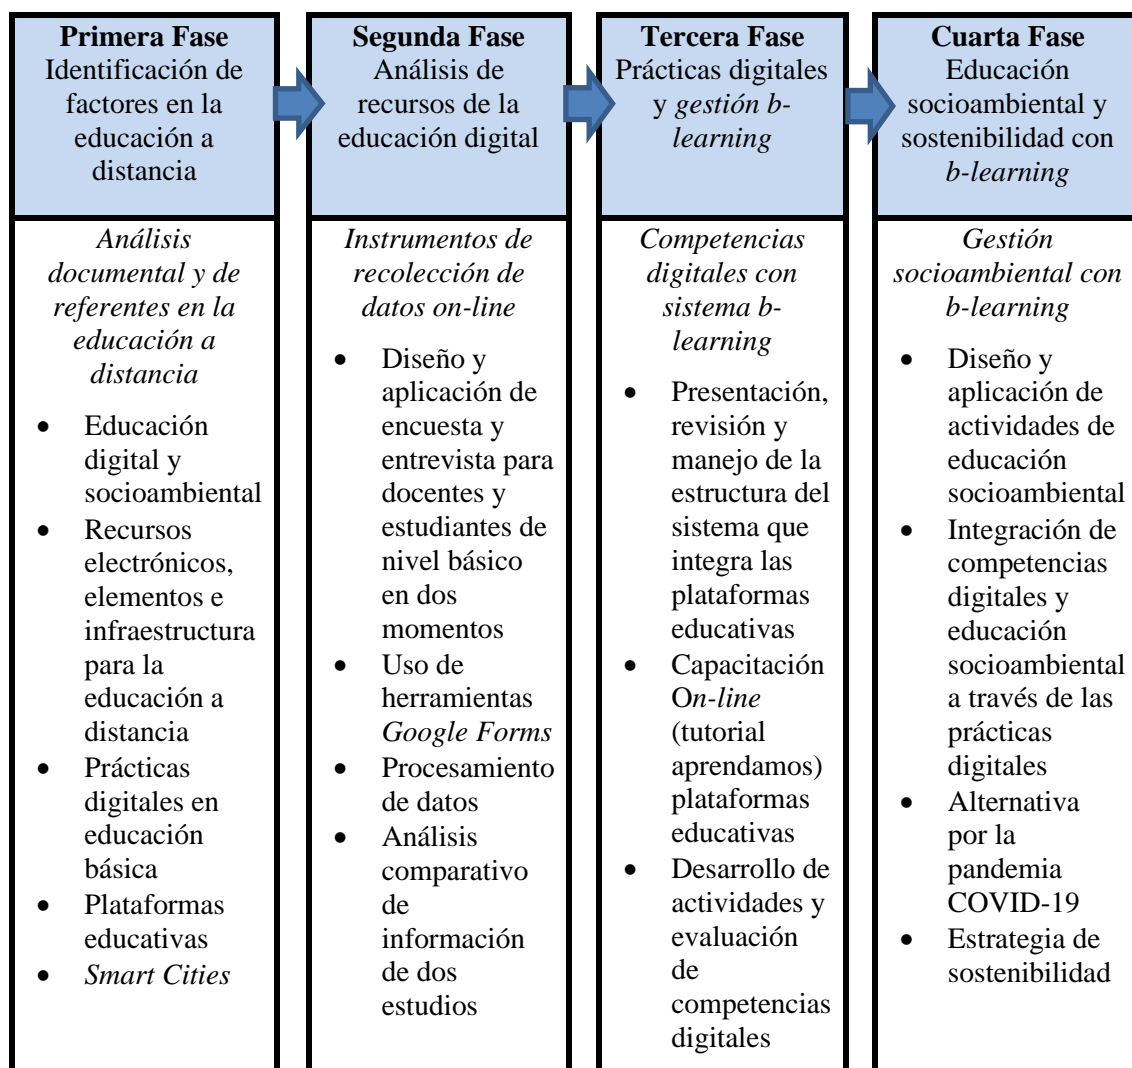 Primera Fase
Identificación de
factores en la
educación a
distancia
Análisis
documental y de
referentes en la
educación a
distancia
• Educación
digital y
socioambiental
• Recursos
electrónicos,
elementos e
infraestructura
para la
educación a
distancia
• Prácticas
digitales en
educación
básica
• Plataformas
educativas
• Smart Cities
Segunda Fase
Análisis de
recursos de la
educación digital
Instrumentos de
recolección de
datos on-line
• Diseño y
aplicación de
encuesta y
entrevista para
docentes y
estudiantes de
nivel básico
en dos
momentos
• Uso de
herramientas
Google Forms
• Procesamiento
de datos
• Análisis
comparativo
de
información
de dos
estudios
Tercera Fase
Prácticas digitales
y gestión b-
learning
Competencias
digitales con
sistema b-
learning
• Presentación,
revisión y
manejo de la
estructura del
sistema que
integra las
plataformas
educativas
• Capacitación
On-line
(tutorial
aprendamos)
plataformas
educativas
• Desarrollo de
actividades y
evaluación
de
competencias
digitales
Cuarta Fase
Educación
socioambiental y
sostenibilidad con
b-learning
Gestión
socioambiental con
b-learning
• Diseño y
aplicación de
actividades de
educación
socioambiental
• Integración de
competencias
digitales y
educación
socioambiental
a través de las
prácticas
digitales
• Alternativa
por la
pandemia
COVID-19
• Estrategia de
sostenibilidad